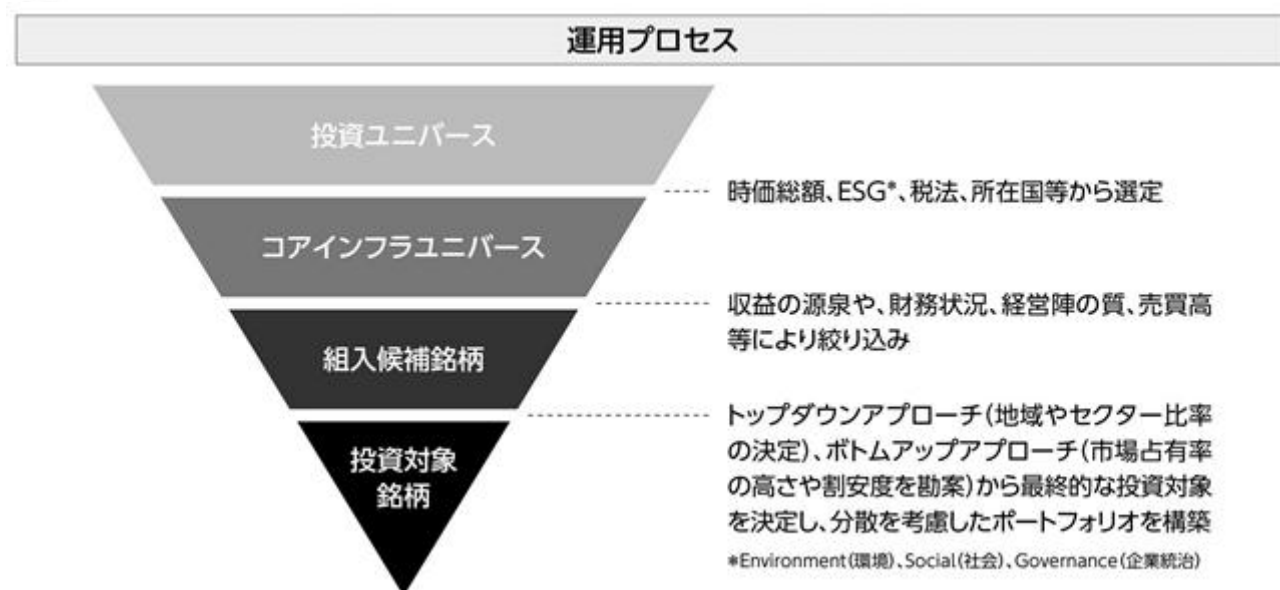 運用プロセス
投資ユニバース
時価総額、ESG*、税法、所在国等から選定
コアインフラユニバース
収益の源泉や、財務状況、経営陣の質、売買高
等により絞り込み
組入候補銘柄
トップダウンアプローチ(地域やセクター比率
の決定)、ボトムアップアプローチ(市場占有率
の高さや割安度を勘案)から最終的な投資対象
を決定し、分散を考慮したポートフォリオを構築
投資対象
銘柄
*Environment(環境)、Social(社会)、Governance(企業統治)